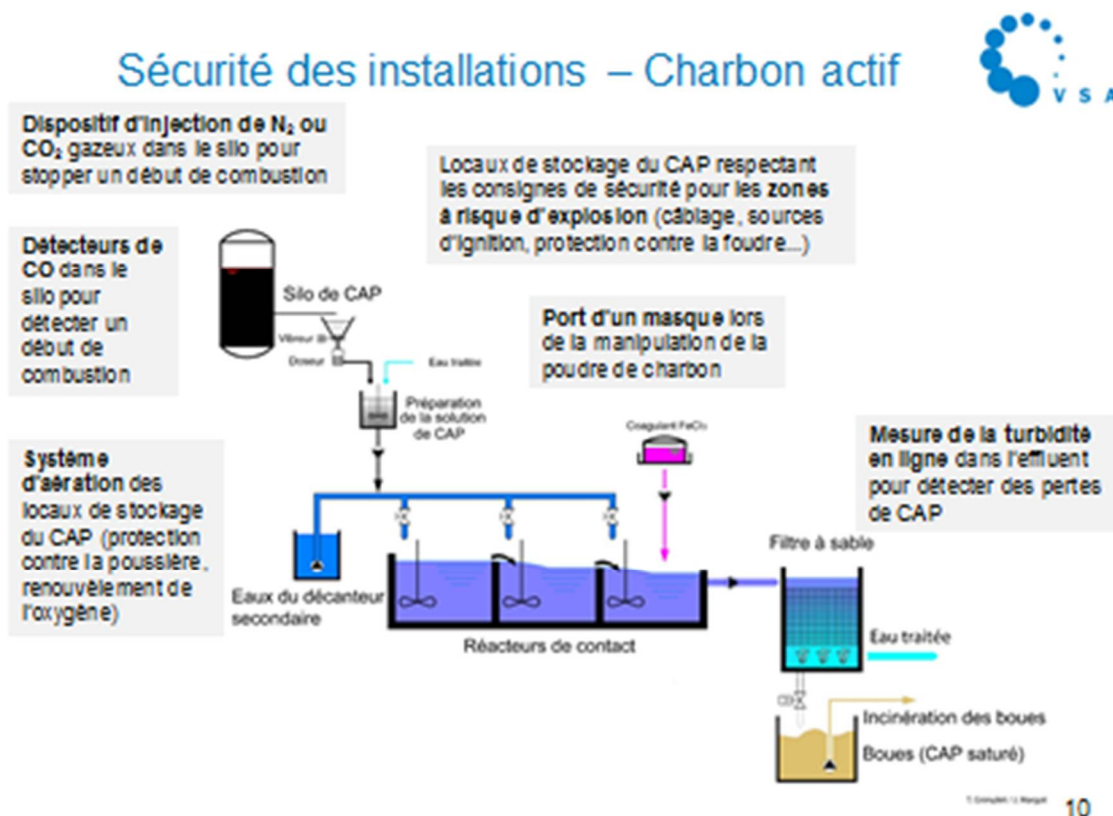 Sécurité des installations – Charbon actif
VSA
Dispositif d'injection de N₂ ou
CO₂ gazeux dans le silo pour
stopper un début de combustion
Locaux de stockage du CAP respectant
les consignes de sécurité pour les zones
à risque d'explosion (câblage, sources
d'ignition, protection contre la foudre...)
Détecteurs de
CO dans le
silo pour
détecter un
début de
combustion
Silo de CAP
Vibreur
Doseur
Eau traitée
Préparation
de la solution
de CAP
Port d'un masque lors
de la manipulation de la
poudre de charbon
Coagulant FeCl₃
Mesure de la turbidité
en ligne dans l'effluent
pour détecter des pertes
de CAP
Système
d'aération des
locaux de stockage
du CAP (protection
contre la poussière,
renouvèlement de
l'oxygène)
Eaux du décanteur
secondaire
Réacteurs de contact
Filtre à sable
Eau traitée
Incinération des boues
Boues (CAP saturé)
10